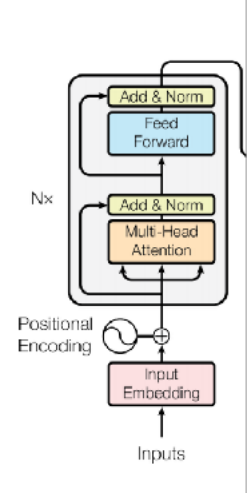 Add & Norm
Feed
Forward
Nx
Add & Norm
Multi-Head
Attention
Positional
Encoding
Input
Embedding
Inputs